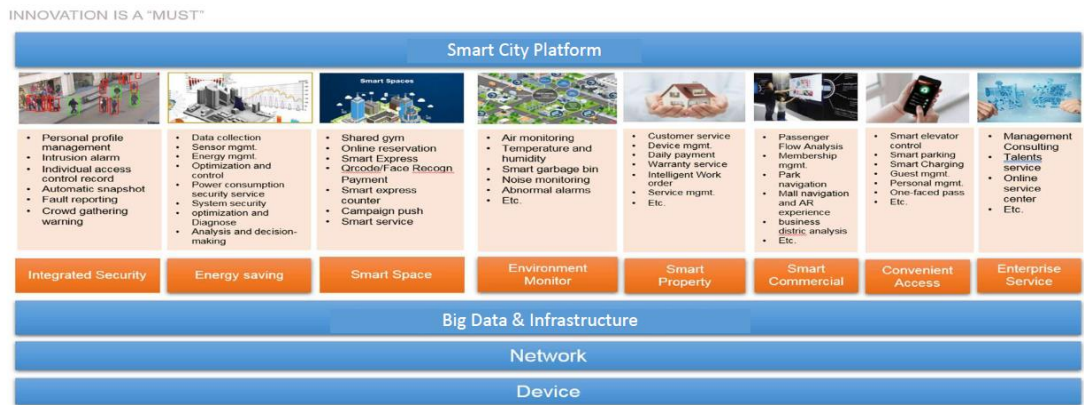 INNOVATION IS A "MUST"
Smart City Platform
Smart Spaces
• Personal profile
management
• Intrusion alarm
• Individual access
control record
• Automatic snapshot
• Fault reporting
• Crowd gathering
warning
Integrated Security
• Data collection
• Sensor mgmt.
• Energy mgmt.
• Optimization and
control
• Power consumption
security service
• System security
• optimization and
Diagnose
• Analysis and decision-
making
Energy saving
• Shared gym
• Online reservation
• Smart Express
• Qrcode/Face Recogn
Payment
• Smart express
counter
• Campaign push
• Smart service
Smart Space
• Air monitoring
• Temperature and
humidity
• Smart garbage bin
• Noise monitoring
• Abnormal alarms
• Etc.
Environment
Monitor
• Customer service
• Device mgmt.
• Daily payment
• Warranty service
• Intelligent Work
order
• Service mgmt.
• Etc.
Smart
Property
• Passenger
Flow Analysis
• Membership
mgmt.
• Park
navigation
• Mall navigation
and AR
experience
• business
distric analysis
• Etc.
Smart
Commercial
• Smart elevator
control
• Smart parking
• Smart Charging
• Guest mgmt.
• Personal mgmt.
• One-faced pass
• Etc.
Convenient
Access
• Management
Consulting
• Talents
service
• Online
service
center
• Etc.
Enterprise
Service
Big Data & Infrastructure
Network
Device